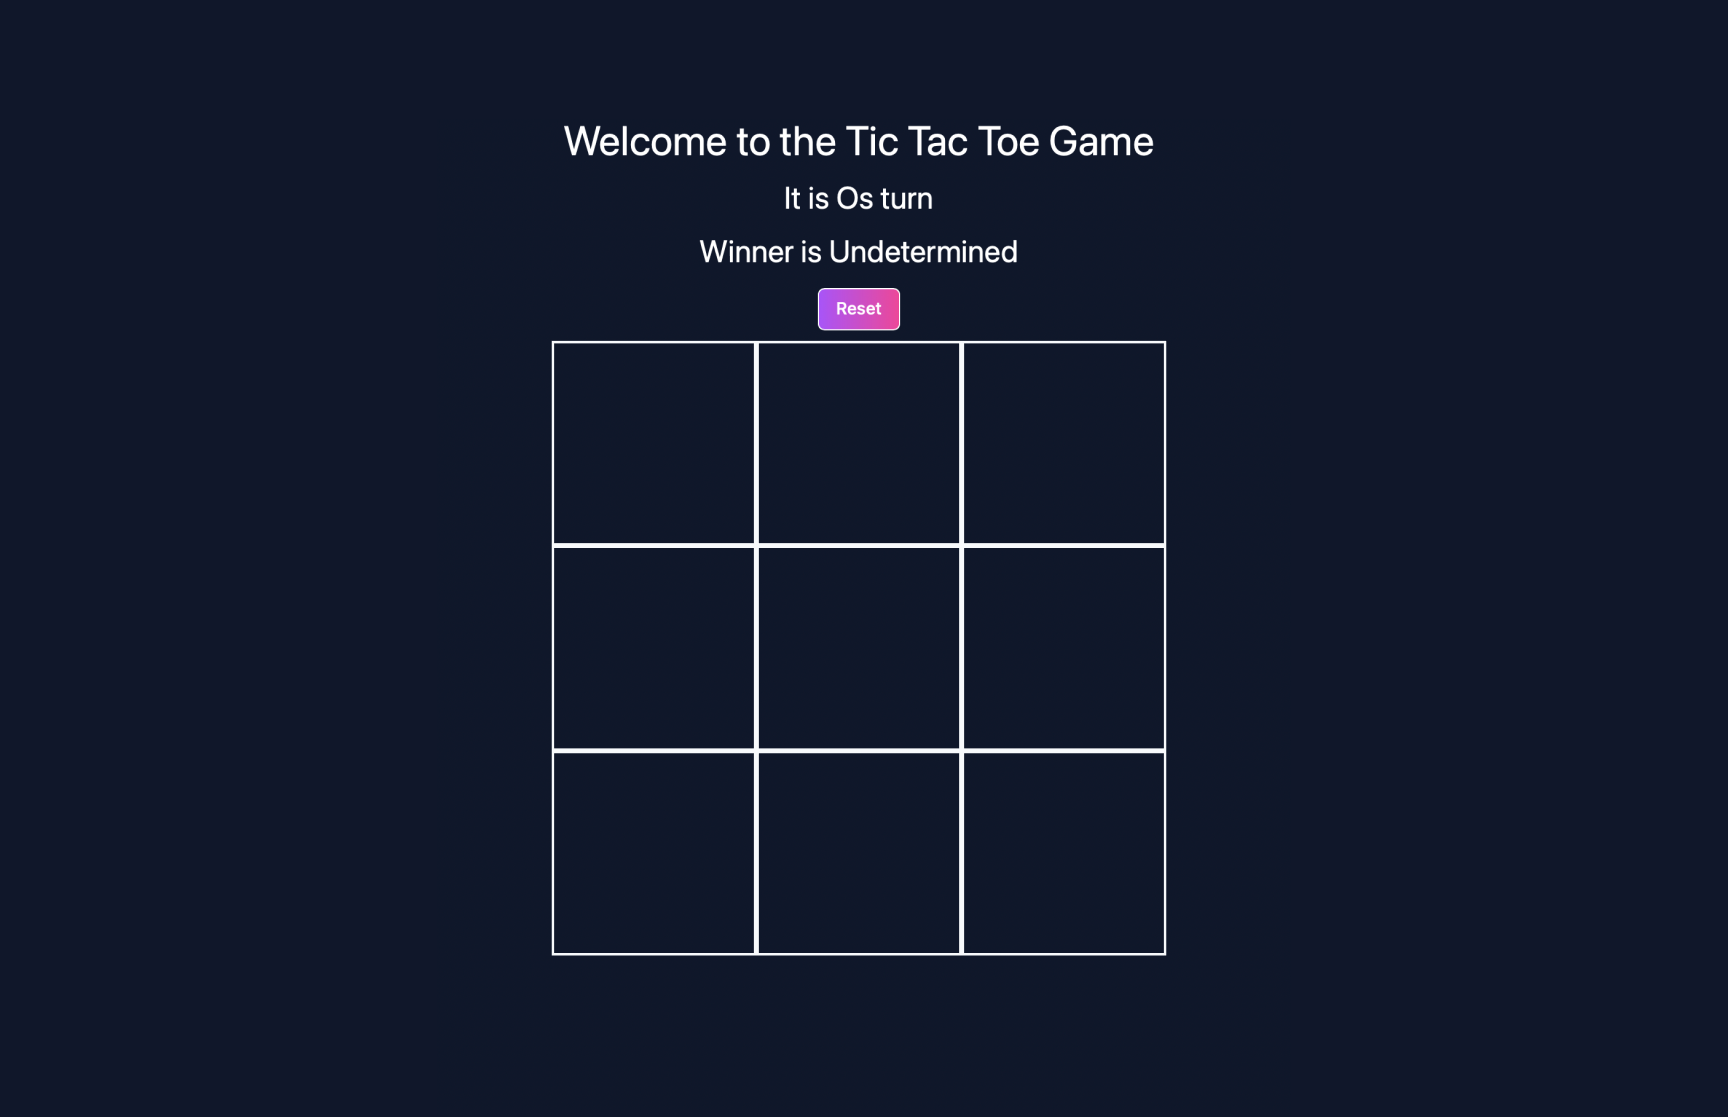 Welcome to the Tic Tac Toe Game
It is Os turn
Winner is Undetermined
Reset